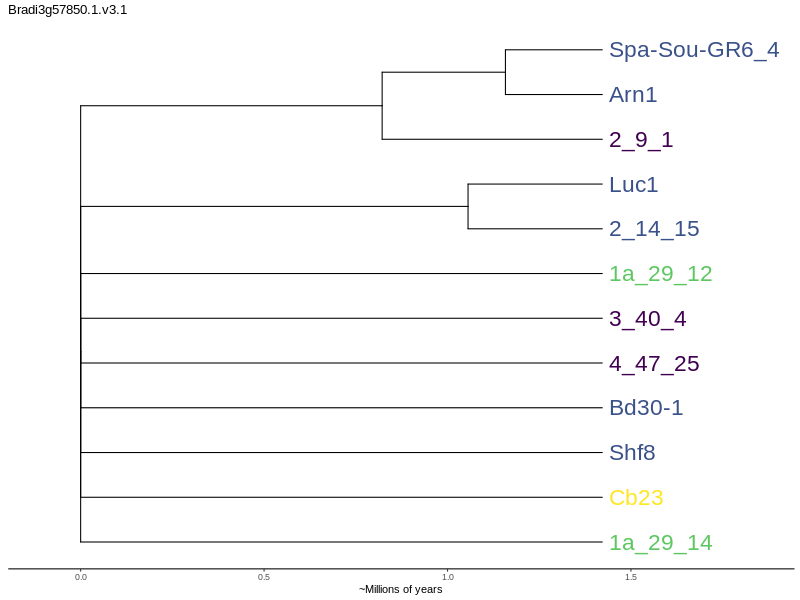 Bradi3g57850.1.v3.1
Spa-Sou-GR6_4
Arn1
2_9_1
Luc1
2_14_15
1a_29_12
3_40_4
4_47_25
Bd30-1
Shf8
Cb23
1a_29_14
0.0 0.5 1.0 1.5
~Millions of years